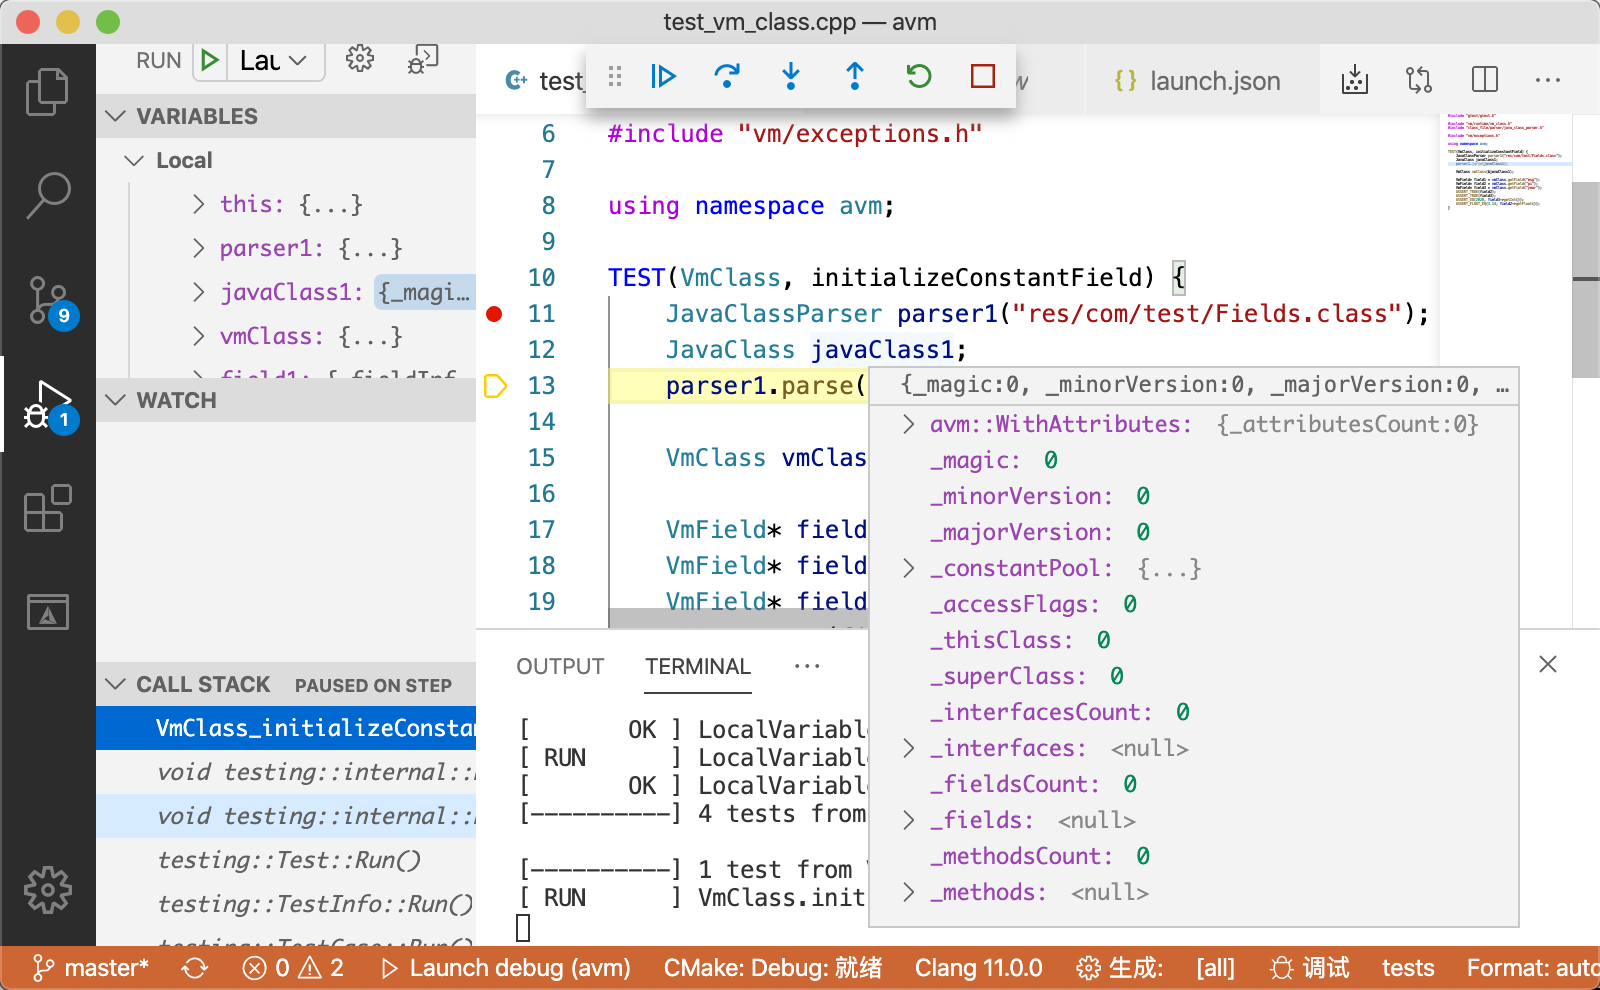 test_vm_class.cpp — avm
RUN
Lau
VARIABLES
Local
this: {...}
parser1: {...}
javaClass1: {_magi...
vmClass: {...}
field1: {_fieldInf
WATCH
9
1
CALL STACK PAUSED ON STEP
VmClass_initializeConstan
void testing::internal::
void testing::internal::
testing::Test::Run()
testing::TestInfo::Run()
testing::TestCase::Run()
test_
launch.json
6 #include "vm/exceptions.h"
7
8 using namespace avm;
9
10 TEST(VmClass, initializeConstantField) {
11 JavaClassParser parser1("res/com/test/Fields.class");
12 JavaClass javaClass1;
13 parser1.parse(
14
15 VmClass vmClas
16
17 VmField* field
18 VmField* field
19 VmField* field
{_magic:0, _minorVersion:0, _majorVersion:0, …
avm::WithAttributes: {_attributesCount:0}
_magic: 0
_minorVersion: 0
_majorVersion: 0
_constantPool: {...}
_accessFlags: 0
_thisClass: 0
_superClass: 0
_interfacesCount: 0
_interfaces: <null>
_fieldsCount: 0
_fields: <null>
_methodsCount: 0
_methods: <null>
OUTPUT TERMINAL ···
[ OK ] LocalVariabl
[ RUN ] LocalVariabl
[ OK ] LocalVariabl
[----------] 4 tests from
[----------] 1 test from
[ RUN ] VmClass.init
master* 0 2 Launch debug (avm) CMake: Debug: 就绪 Clang 11.0.0 生成: [all] 调试 tests Format: auto